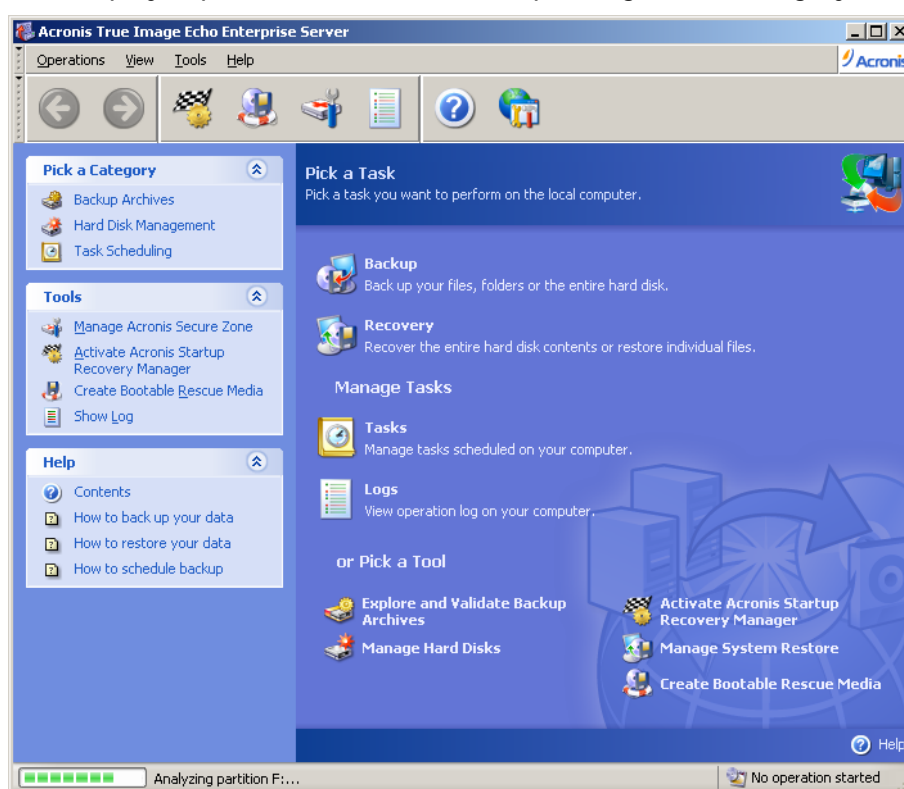 Acronis True Image Echo Enterprise Server
Operations View Tools Help
Acronis
Pick a Category
Backup Archives
Hard Disk Management
Task Scheduling
Tools
Manage Acronis Secure Zone
Activate Acronis Startup
Recovery Manager
Create Bootable Rescue Media
Show Log
Help
Contents
How to back up your data
How to restore your data
How to schedule backup
Pick a Task
Pick a task you want to perform on the local computer.
Backup
Back up your files, folders or the entire hard disk.
Recovery
Recover the entire hard disk contents or restore individual files.
Manage Tasks
Tasks
Manage tasks scheduled on your computer.
Logs
View operation log on your computer.
or Pick a Tool
Explore and Validate Backup
Archives
Manage Hard Disks
Activate Acronis Startup
Recovery Manager
Manage System Restore
Create Bootable Rescue Media
Help
Analyzing partition F:...
No operation started